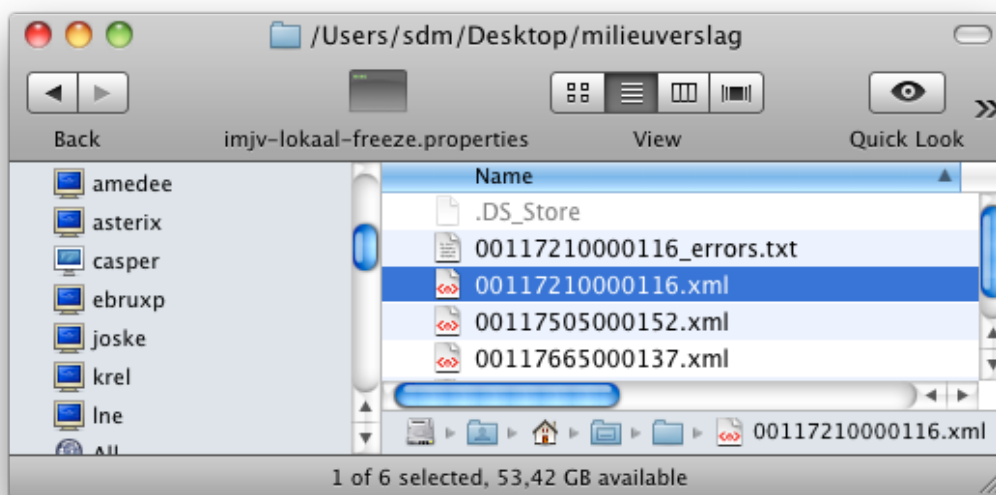 /Users/sdm/Desktop/milieuverslag
Back
imjv-lokaal-freeze.properties
View
Quick Look
amedee
asterix
casper
ebruxp
joske
krel
lne
All
Name
.DS_Store
00117210000116_errors.txt
00117210000116.xml
00117505000152.xml
00117665000137.xml
00117210000116.xml
1 of 6 selected, 53,42 GB available